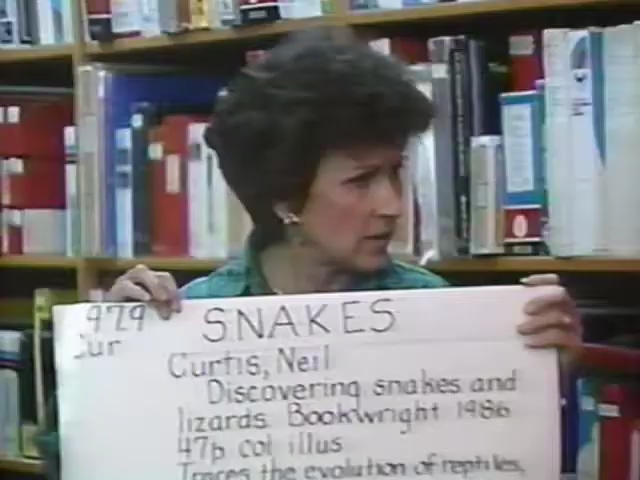 979 SNAKES
Cur
Curtis, Neil
Discovering snakes and
lizards Bookwright 1986
47p col illus
Traces the evolution of reptiles,